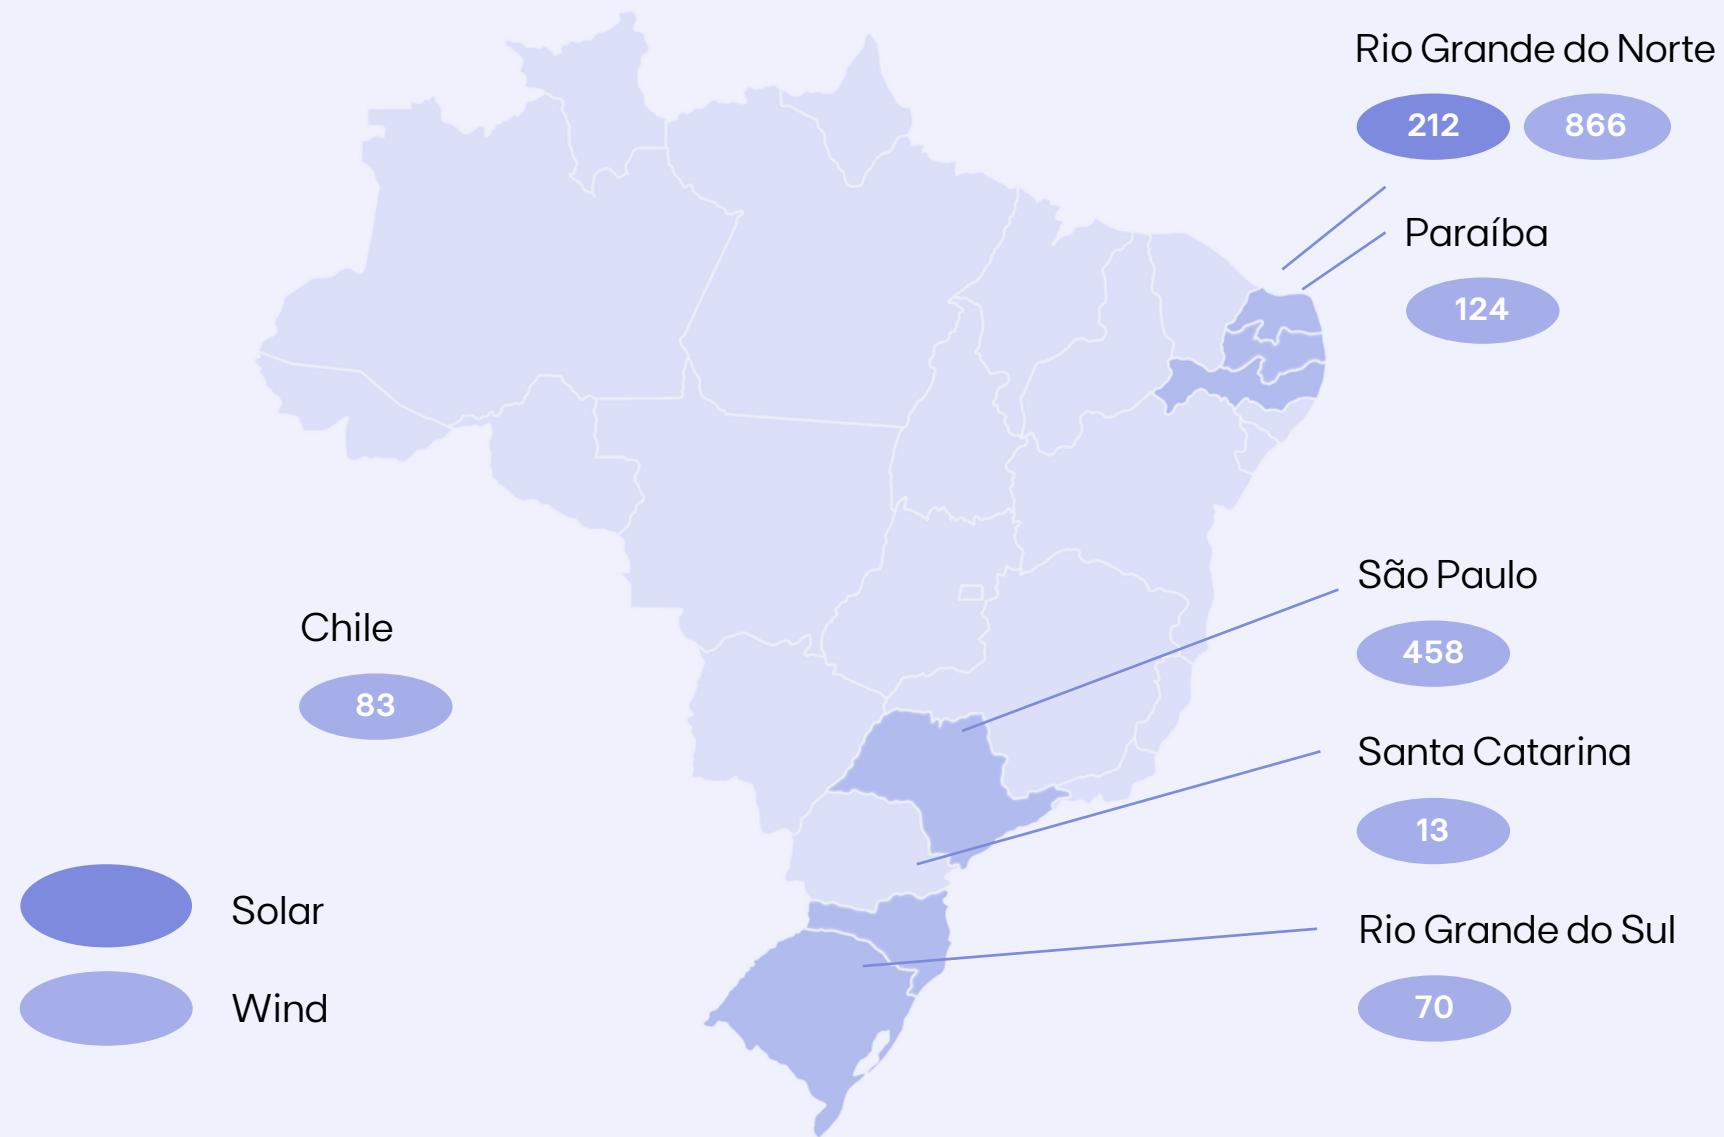 Rio Grande do Norte
212 866
Paraíba
124
São Paulo
458
Chile
83
Santa Catarina
13
Solar
Rio Grande do Sul
Wind
70